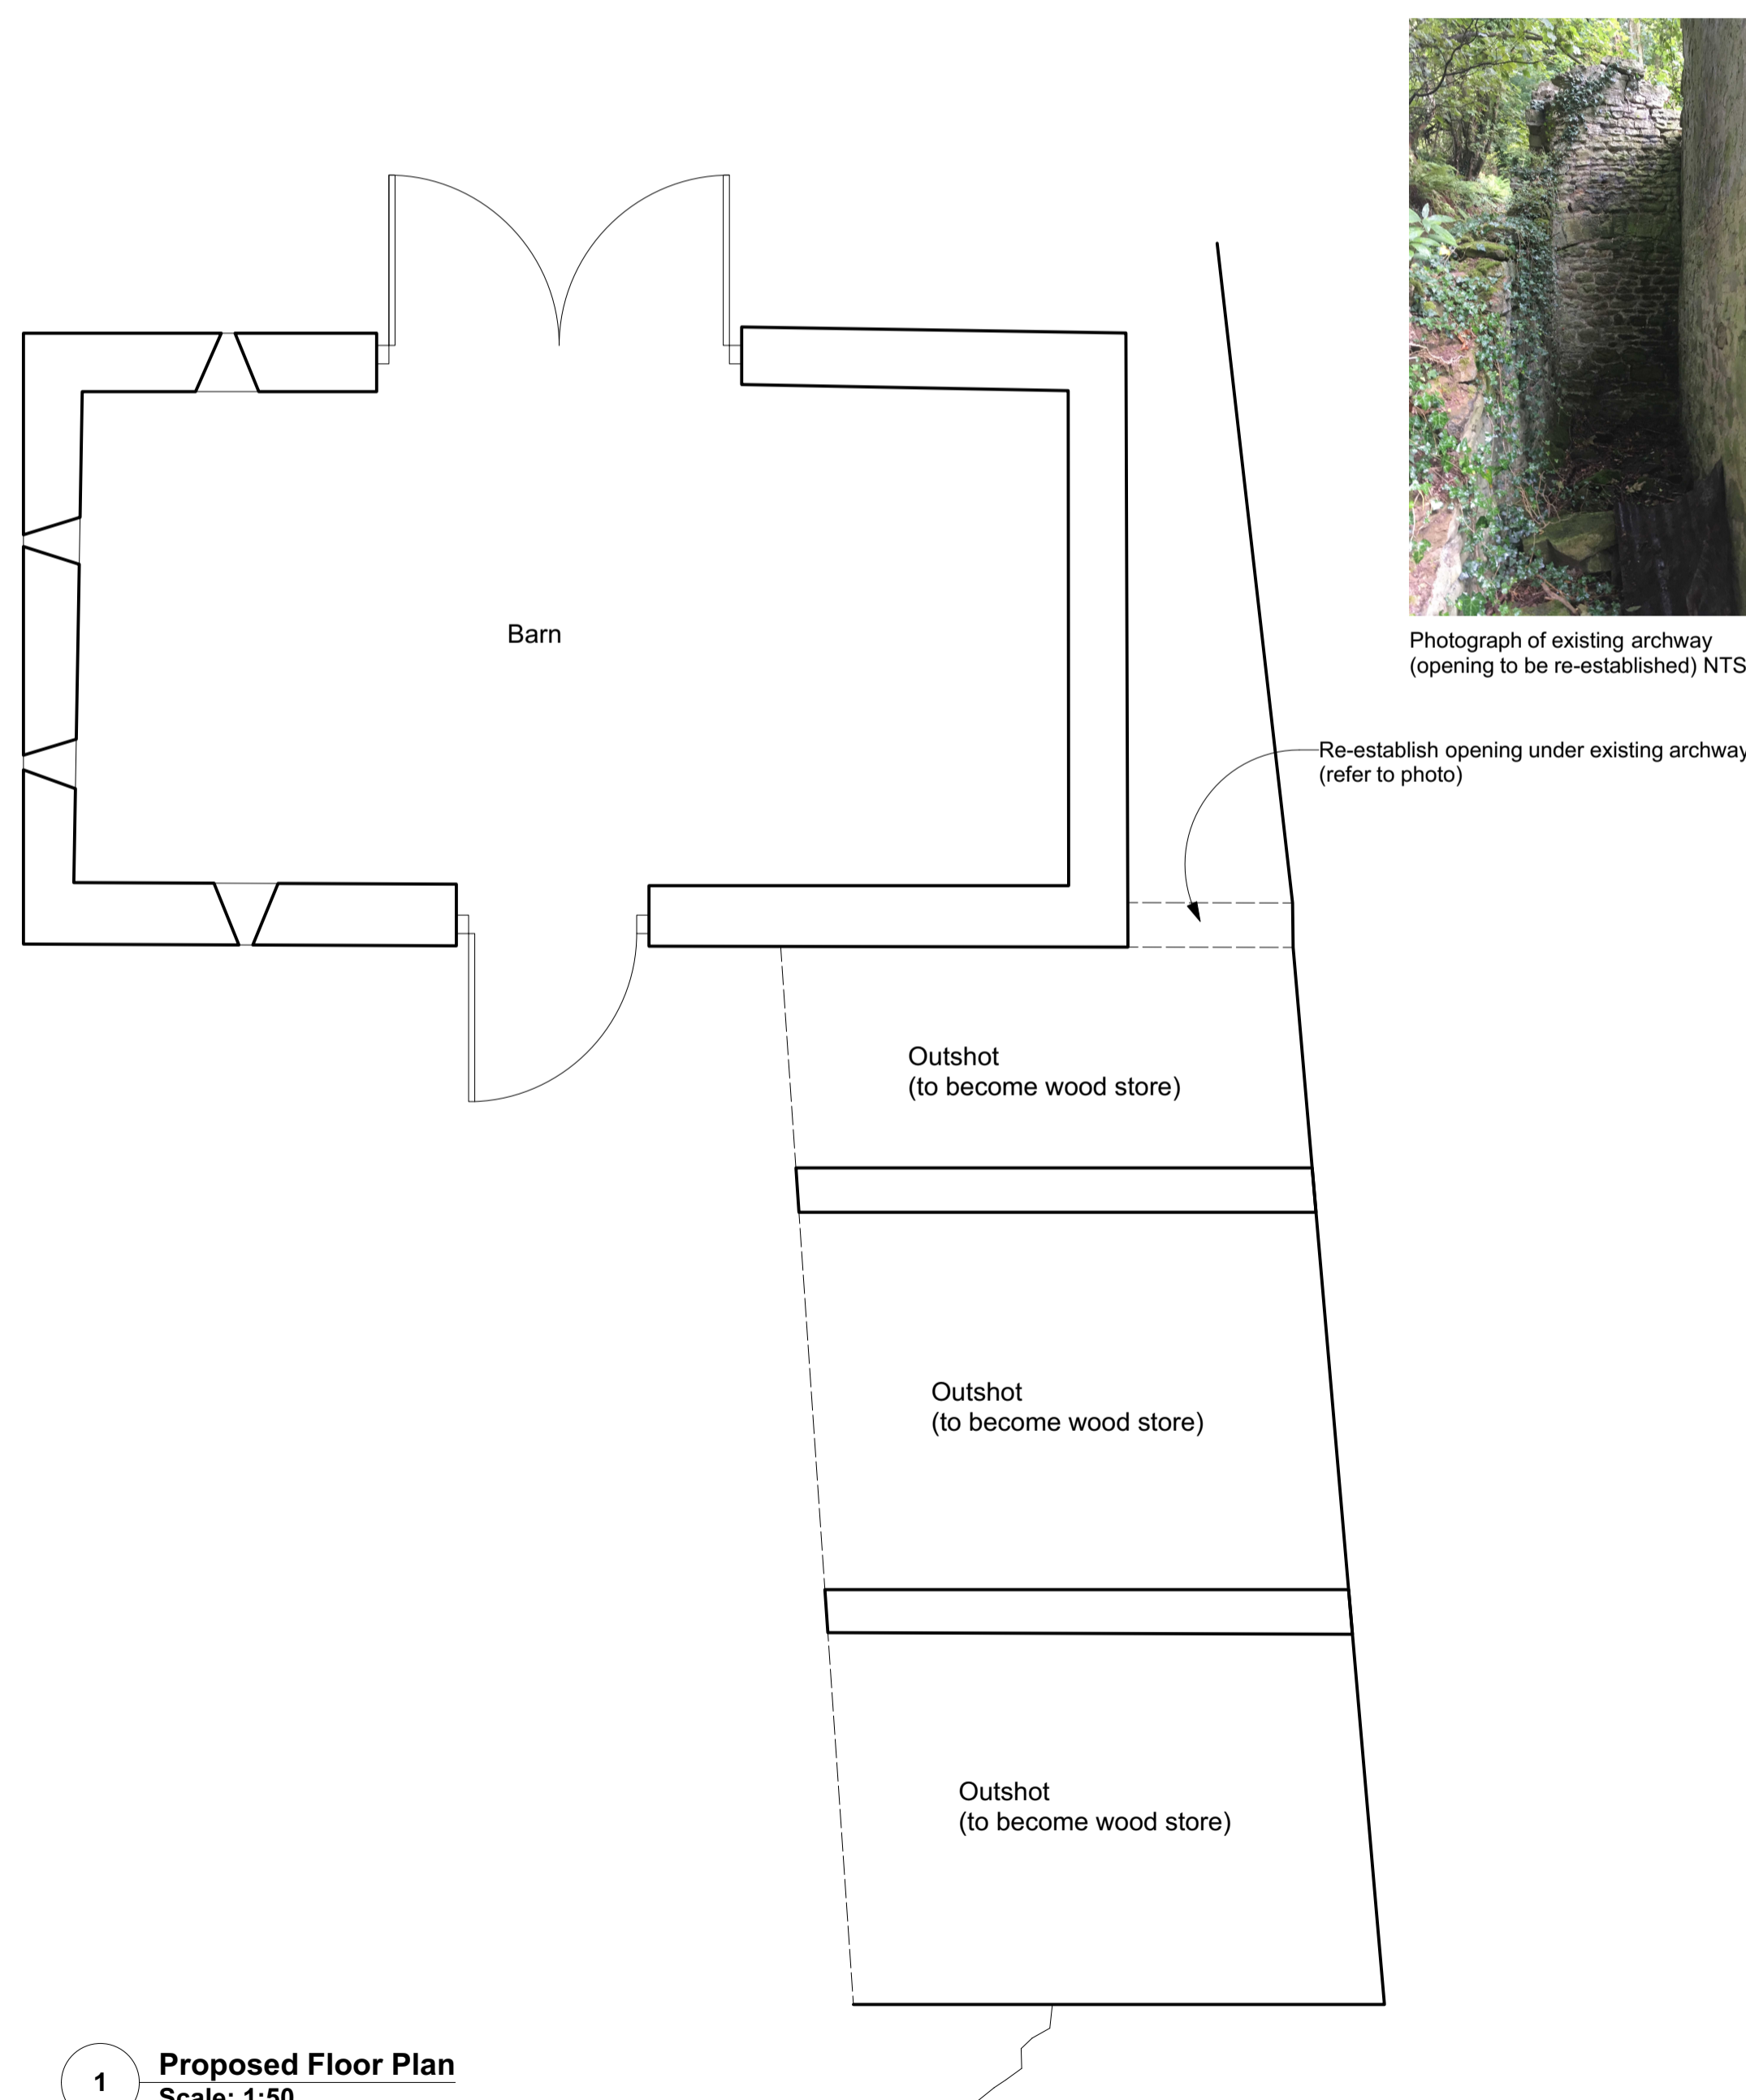 Photograph of existing archway
(opening to be re-established) NTS
Barn
Re-establish opening under existing archway
(refer to photo)
Outshot
(to become wood store)
Outshot
(to become wood store)
Outshot
(to become wood store)
1
Proposed Floor Plan
Scale: 1:50